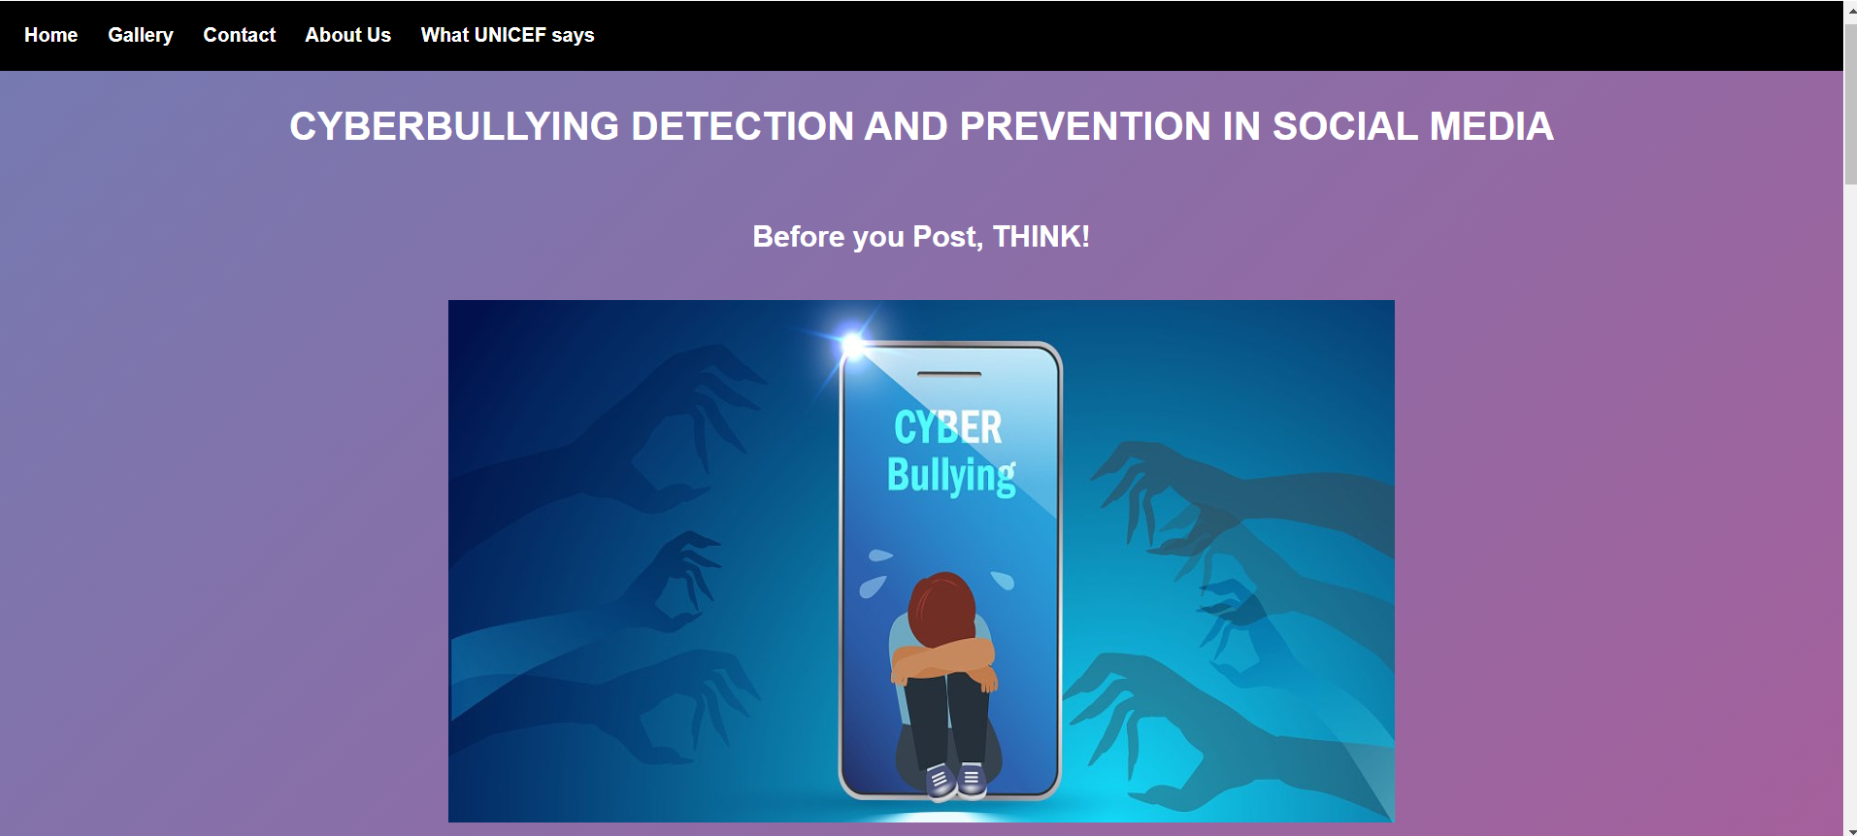 Home Gallery Contact About Us What UNICEF says
CYBERBULLYING DETECTION AND PREVENTION IN SOCIAL MEDIA
Before you Post, THINK!
CYBER
Bullying